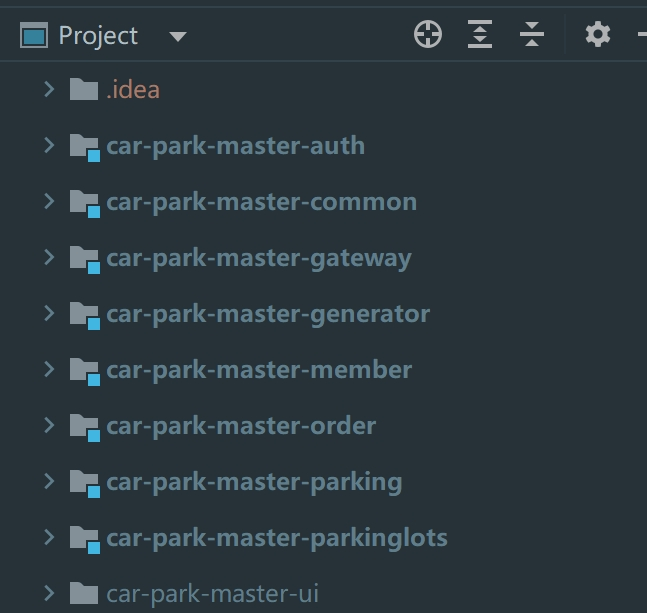 Project
.idea
car-park-master-auth
car-park-master-common
car-park-master-gateway
car-park-master-generator
car-park-master-member
car-park-master-order
car-park-master-parking
car-park-master-parkinglots
car-park-master-ui